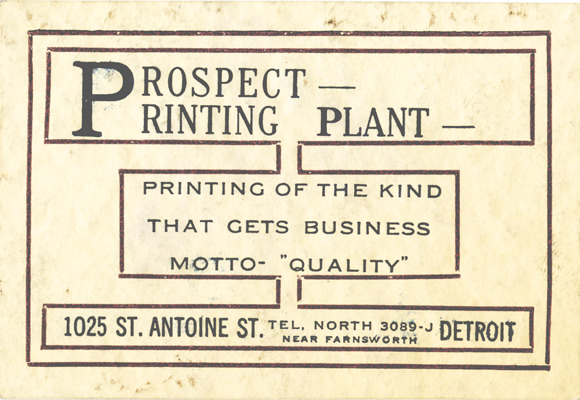 PROSPECT —
PRINTING PLANT —
PRINTING OF THE KIND
THAT GETS BUSINESS
MOTTO- "QUALITY"
1025 ST. ANTOINE ST. TEL, NORTH 3089-J DETROIT
NEAR FARNSWORTH